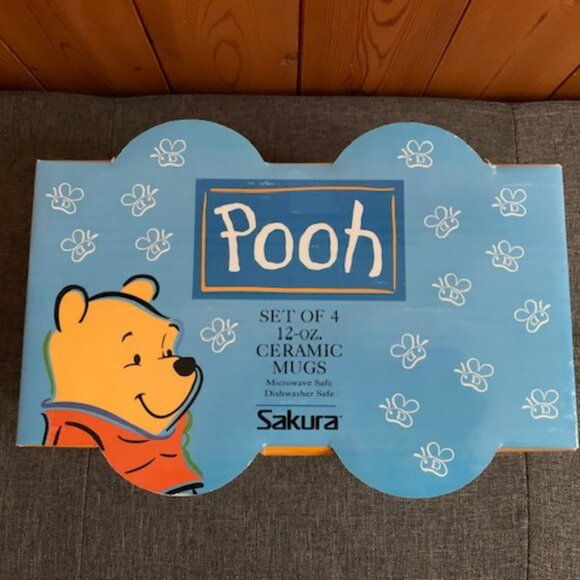 Pooh
SET OF 4
12-oz.
CERAMIC
MUGS
Microwave Safe
Dishwasher Safe
Sakura